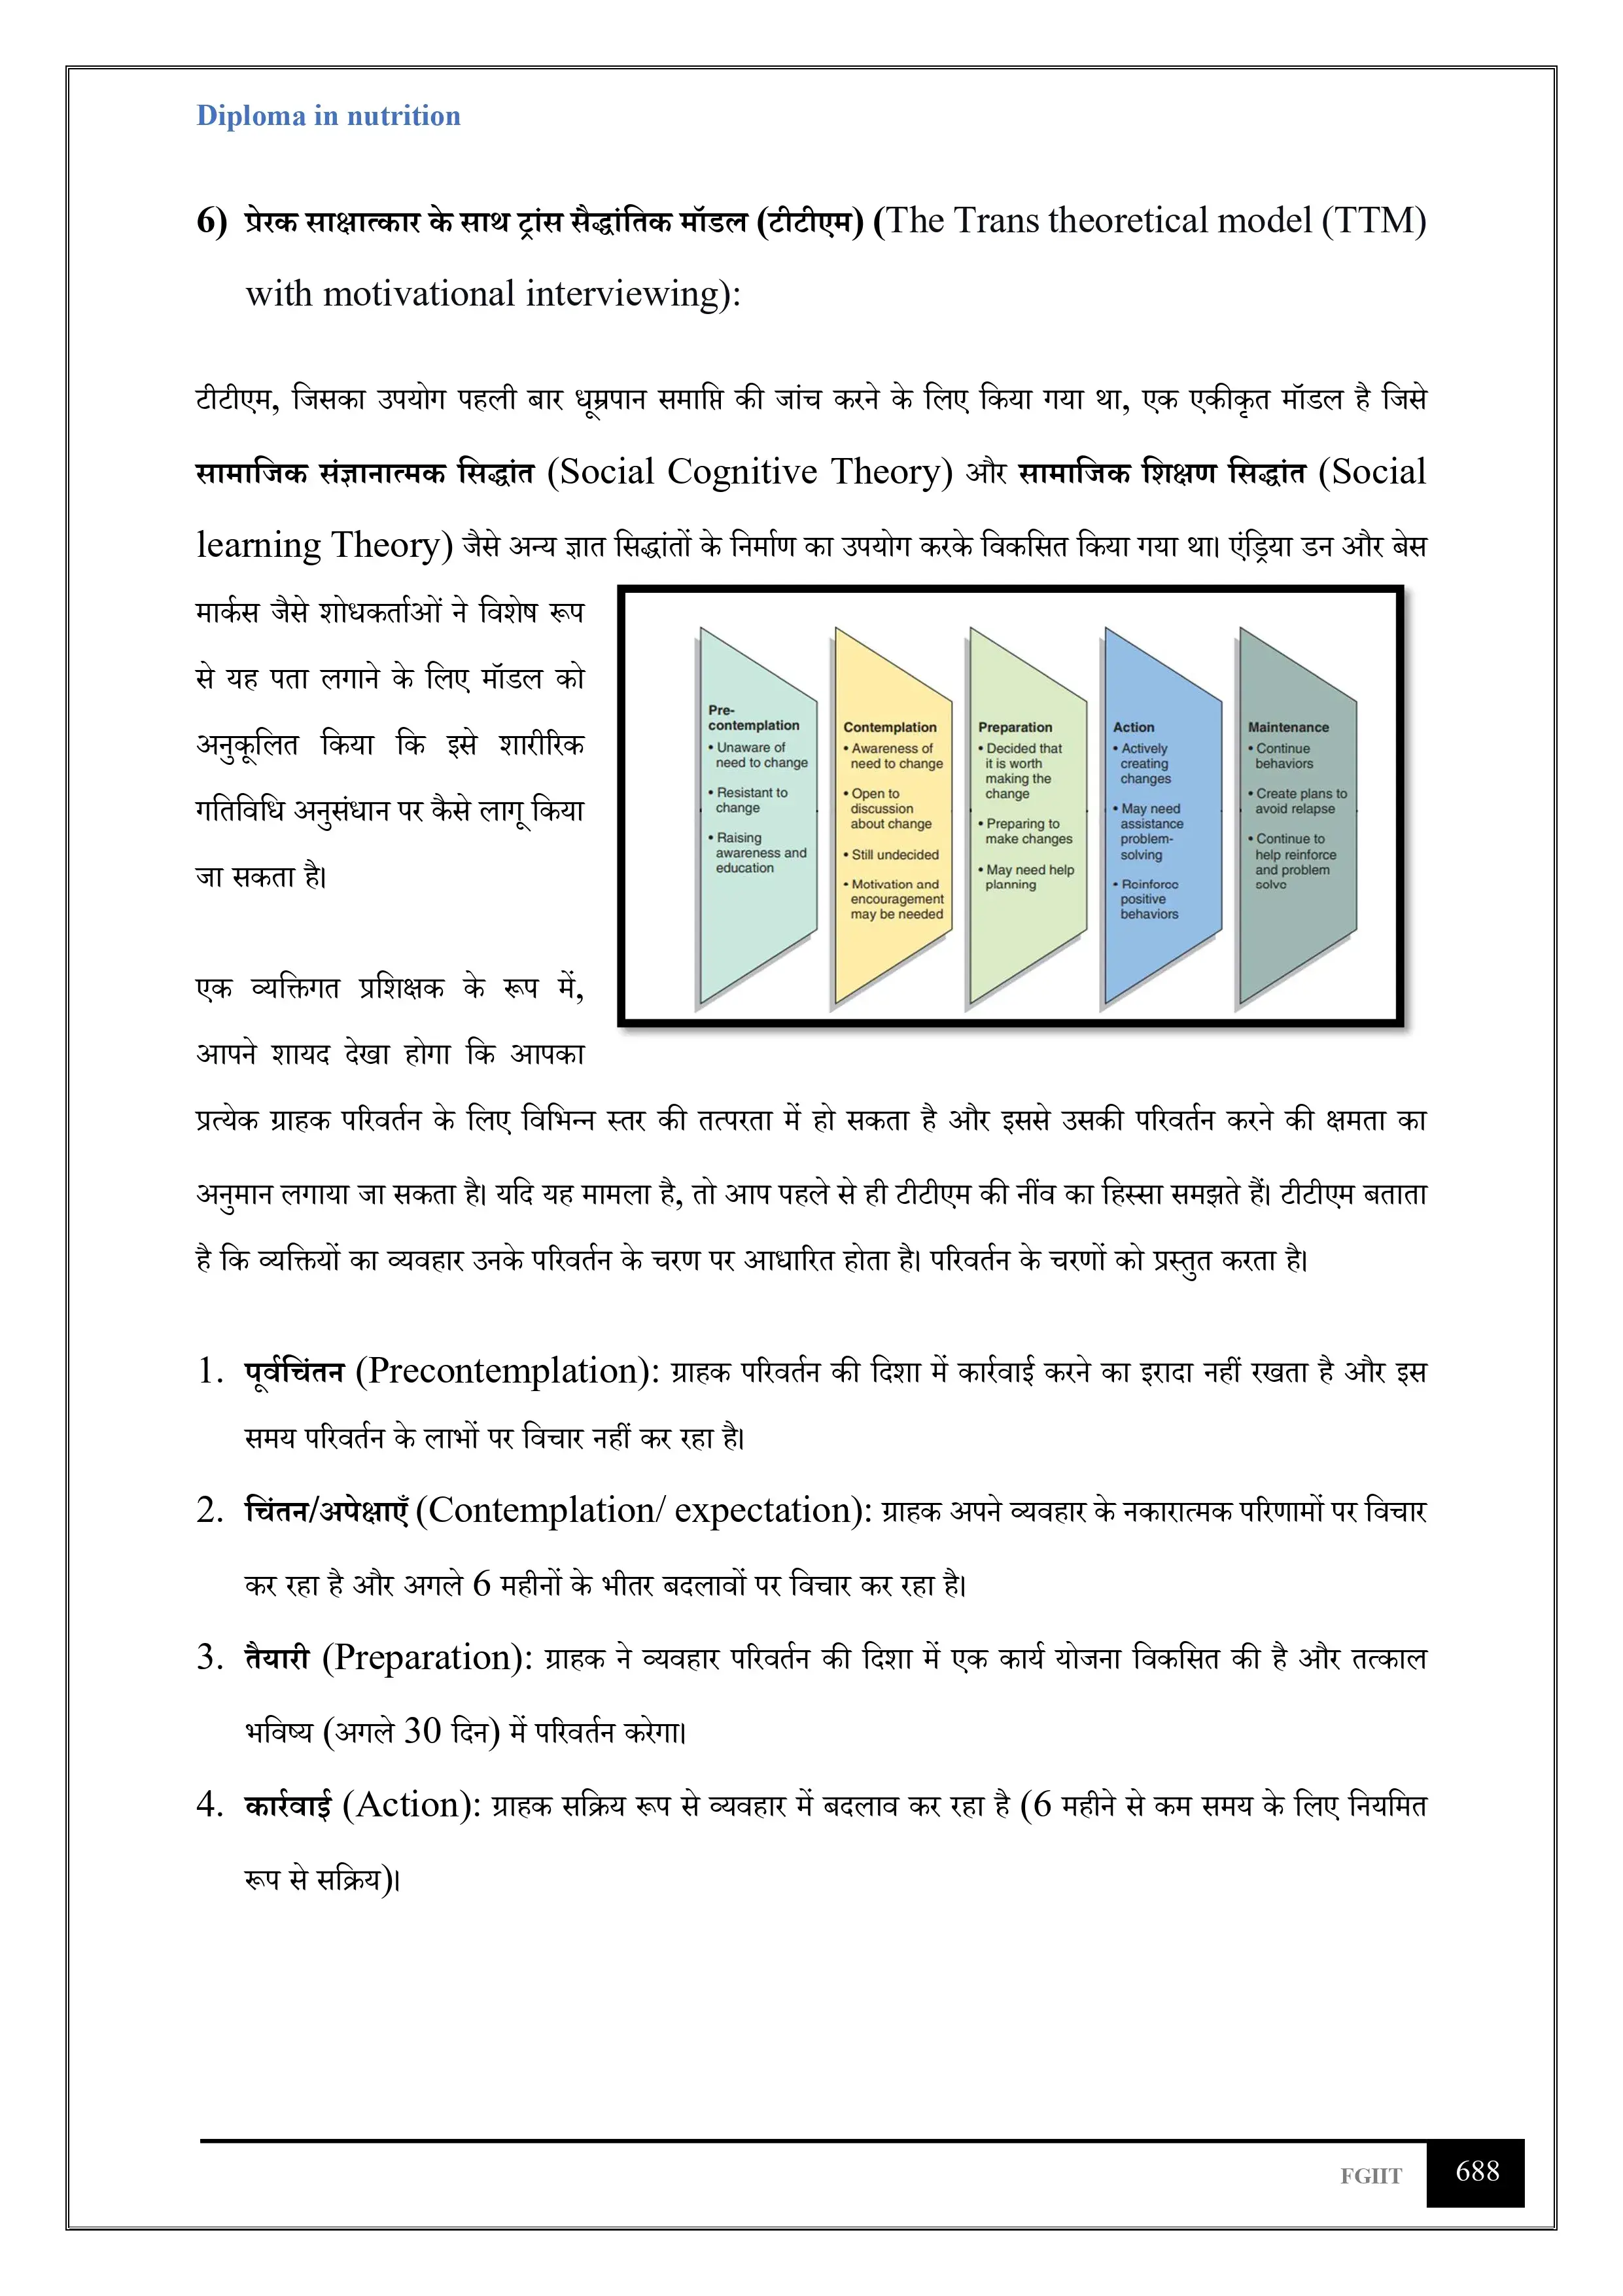 Diploma in nutrition
6) प्रेरक साक्षात्कार के साथ ट्रांस सैद्धांतिक मॉडल (टीटीएम) (The Trans theoretical model (TTM)
with motivational interviewing):
टीटीएम, जिसका उपयोग पहली बार धूम्रपान समाप्ति की जांच करने के लिए किया गया था, एक एकीकृत मॉडल है जिसे
सामाजिक संज्ञानात्मक सिद्धांत (Social Cognitive Theory) और सामाजिक शिक्षण सिद्धांत (Social
learning Theory) जैसे अन्य ज्ञात सिद्धांतों के निर्माण का उपयोग करके विकसित किया गया था। एंड्रिया डन और बेस
मार्कस जैसे शोधकर्ताओं ने विशेष रूप
से यह पता लगाने के लिए मॉडल को
अनुकूलित किया कि इसे शारीरिक
गतिविधि अनुसंधान पर कैसे लागू किया
जा सकता है।
Pre-
contemplation
• Unaware of
need to change
• Resistant to
change
• Raising
awareness and
education
Contemplation
• Awareness of
need to change
• Open to
discussion
about change
• Still undecided
• Motivation and
encouragement
may be needed
Preparation
• Decided that
it is worth
making the
change
• Preparing to
make changes
• May need help
planning
Action
• Actively
creating
changes
• May need
assistance
problem-
solving
• Reinforce
positive
behaviors
Maintenance
• Continue
behaviors
• Create plans to
avoid relapse
• Continue to
help reinforce
and problem
solve
एक व्यक्तिगत प्रशिक्षक के रूप में,
आपने शायद देखा होगा कि आपका
प्रत्येक ग्राहक परिवर्तन के लिए विभिन्न स्तर की तत्परता में हो सकता है और इससे उसकी परिवर्तन करने की क्षमता का
अनुमान लगाया जा सकता है। यदि यह मामला है, तो आप पहले से ही टीटीएम की नींव का हिस्सा समझते हैं। टीटीएम बताता
है कि व्यक्तियों का व्यवहार उनके परिवर्तन के चरण पर आधारित होता है। परिवर्तन के चरणों को प्रस्तुत करता है।
1. पूर्वचिंतन (Precontemplation): ग्राहक परिवर्तन की दिशा में कार्रवाई करने का इरादा नहीं रखता है और इस
समय परिवर्तन के लाभों पर विचार नहीं कर रहा है।
2. चिंतन/अपेक्षाएँ (Contemplation/ expectation): ग्राहक अपने व्यवहार के नकारात्मक परिणामों पर विचार
कर रहा है और अगले 6 महीनों के भीतर बदलावों पर विचार कर रहा है।
3. तैयारी (Preparation): ग्राहक ने व्यवहार परिवर्तन की दिशा में एक कार्य योजना विकसित की है और तत्काल
भविष्य (अगले 30 दिन) में परिवर्तन करेगा।
4. कार्रवाई (Action): ग्राहक सक्रिय रूप से व्यवहार में बदलाव कर रहा है (6 महीने से कम समय के लिए नियमित
रूप से सक्रिय)।
FGIIT 688